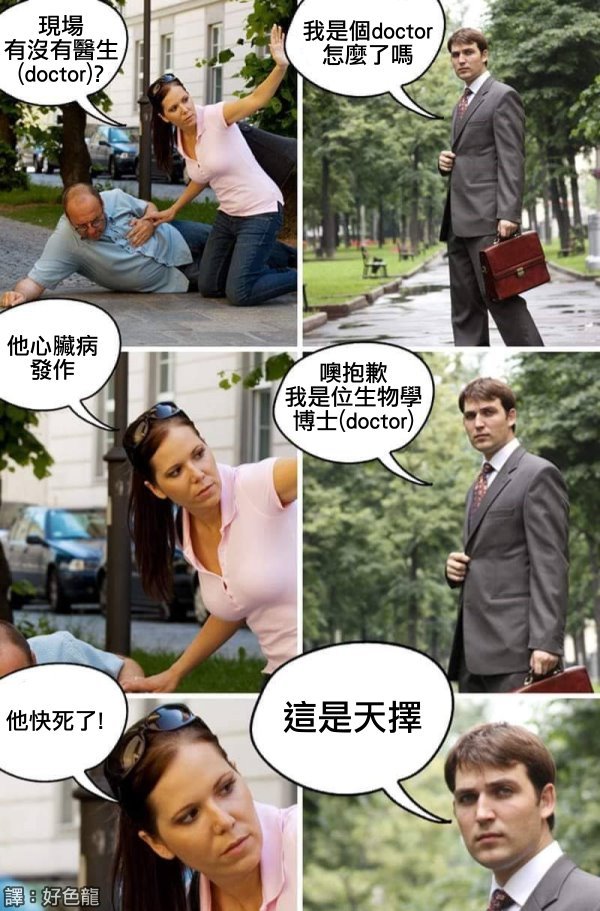 現場
有沒有醫生
(doctor)?
我是個doctor
怎麼了嗎
他心臟病
發作
噢抱歉
我是位生物學
博士(doctor)
他快死了!
這是天擇
譯：好色龍